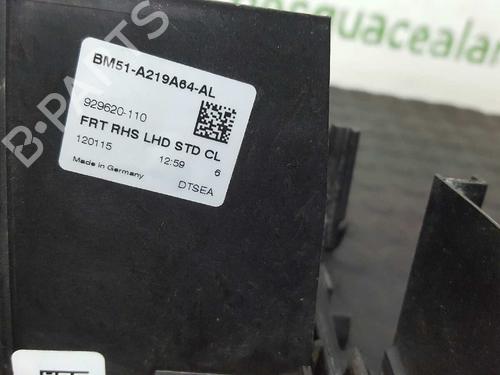 BM51-A219A64-AL
929620-110
FRT RHS LHD STD CL
120115 12:59 6
Made in Germany
DTSEA
B-PARTS